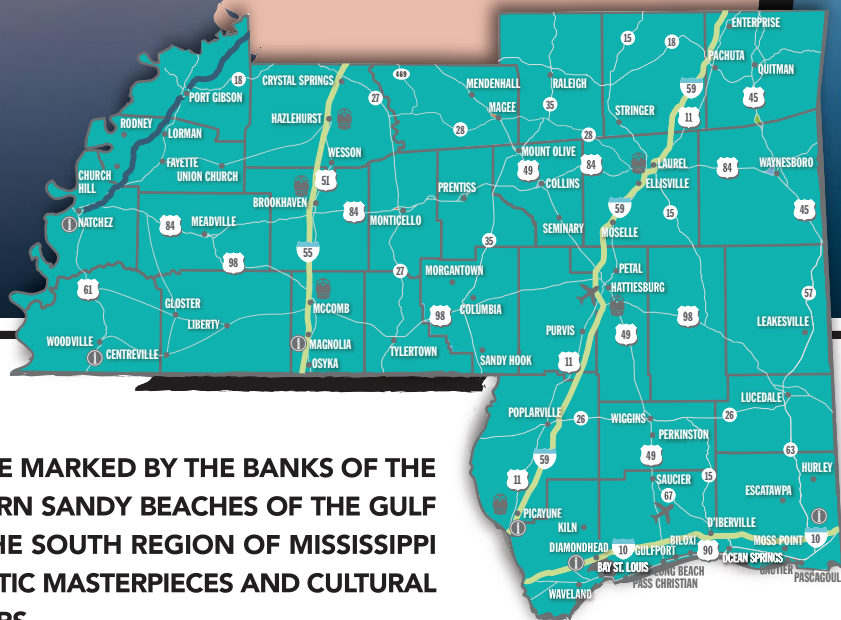 ENTERPRISE
15
18
PACHUTA
QUITMAN
469
18
CRYSTAL SPRINGS
MENDENHALL
RALEIGH
59
45
PORT GIBSON
27
MAGEE
35
STRINGER
11
RODNEY
HAZLEHURST
28
28
LORMAN
WESSON
MOUNT OLIVE
FAYETTE
UNION CHURCH
49
84
LAUREL
84
WAYNESBORO
CHURCH
HILL
51
PRENTISS
COLLINS
ELLISVILLE
BROOKHAVEN
84
MONTICELLO
59
15
45
i
NATCHEZ
84
MEADVILLE
SEMINARY
MOSELLE
35
55
98
27
MORGANTOWN
PETAL
HATTIESBURG
61
57
GLOSTER
MCCOMB
98
COLUMBIA
98
LEAKESVILLE
LIBERTY
PURVIS
49
WOODVILLE
i
CENTREVILLE
i
MAGNOLIA
TYLERTOWN
SANDY HOOK
11
OSYKA
LUCEDALE
POPLARVILLE
26
WIGGINS
26
PERKINSTON
59
49
63
11
SAUCIER
15
HURLEY
67
ESCATAWPA
PICAYUNE
i
KILN
D'IBERVILLE
i
DIAMONDHEAD
10
GULFPORT
BILOXI
90
MOSS POINT
10
i
BAY ST. LOUIS
LONG BEACH
OCEAN SPRINGS
GAUTIER
PASS CHRISTIAN
PASCAGOUL
WAVELAND
E MARKED BY THE BANKS OF THE
RN SANDY BEACHES OF THE GULF
HE SOUTH REGION OF MISSISSIPPI
TIC MASTERPIECES AND CULTURAL